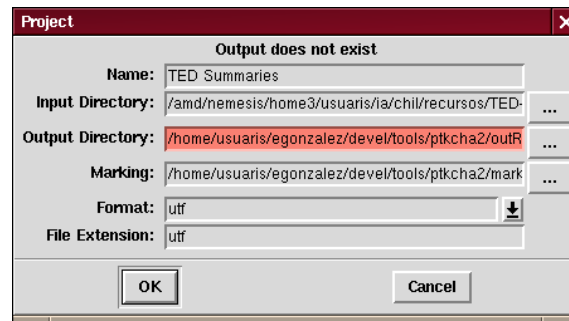 Project
Output does not exist
Name: TED Summaries
Input Directory: /amd/nemesis/home3/usuaris/ia/chil/recursos/TED- ...
Output Directory: /home/usuaris/egonzalez/devel/tools/ptkcha2/outR ...
Marking: /home/usuaris/egonzalez/devel/tools/ptkcha2/mark ...
Format: utf
File Extension: utf
OK Cancel